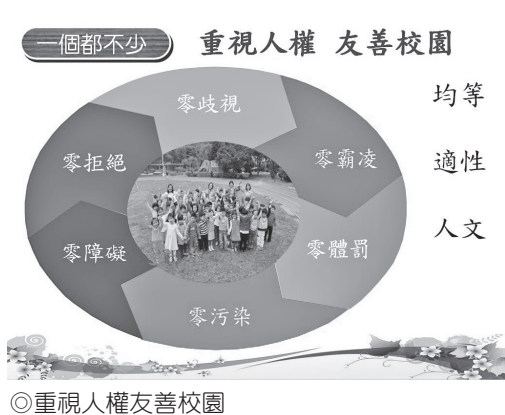 一個都不少
重視人權 友善校園
零歧視
零霸凌
零體罰
零污染
零障礙
零拒絕
均等
適性
人文
◎重視人權友善校園